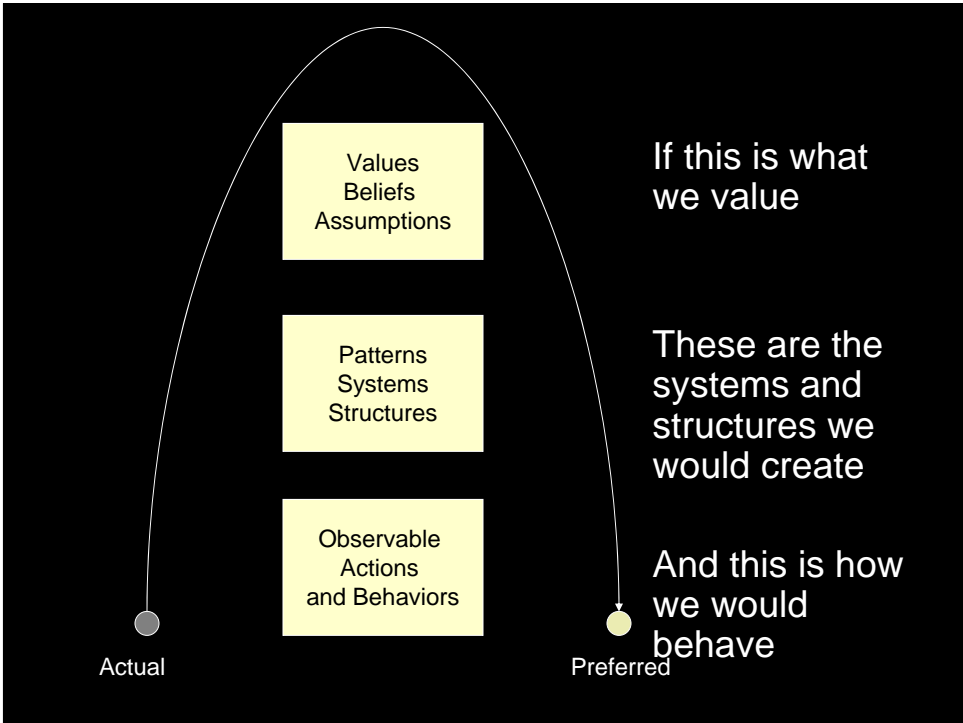 Values
Beliefs
Assumptions
If this is what
we value
Patterns
Systems
Structures
These are the
systems and
structures we
would create
Observable
Actions
and Behaviors
And this is how
we would
behave
Actual
Preferred